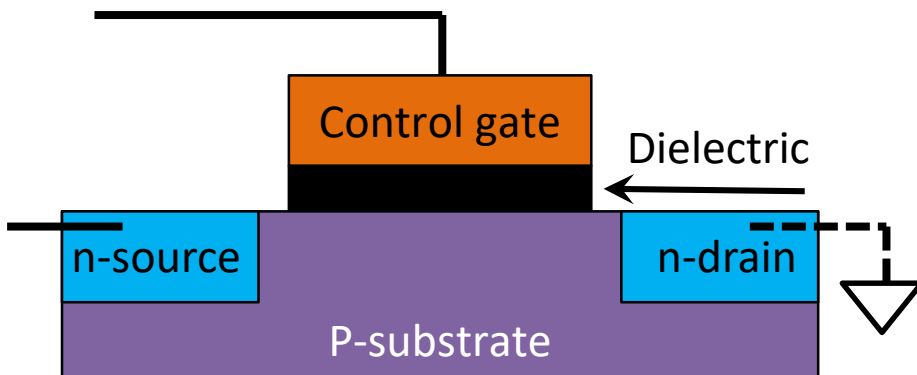 Control gate
Dielectric
n-source
n-drain
P-substrate